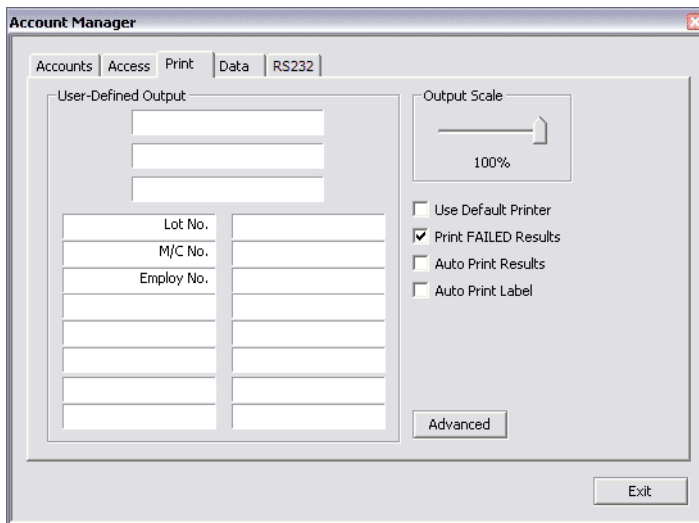 Account Manager
Accounts Access Print Data RS232
User-Defined Output
Output Scale
100%
Lot No.
M/C No.
Employ No.
Use Default Printer
Print FAILED Results
Auto Print Results
Auto Print Label
Advanced
Exit